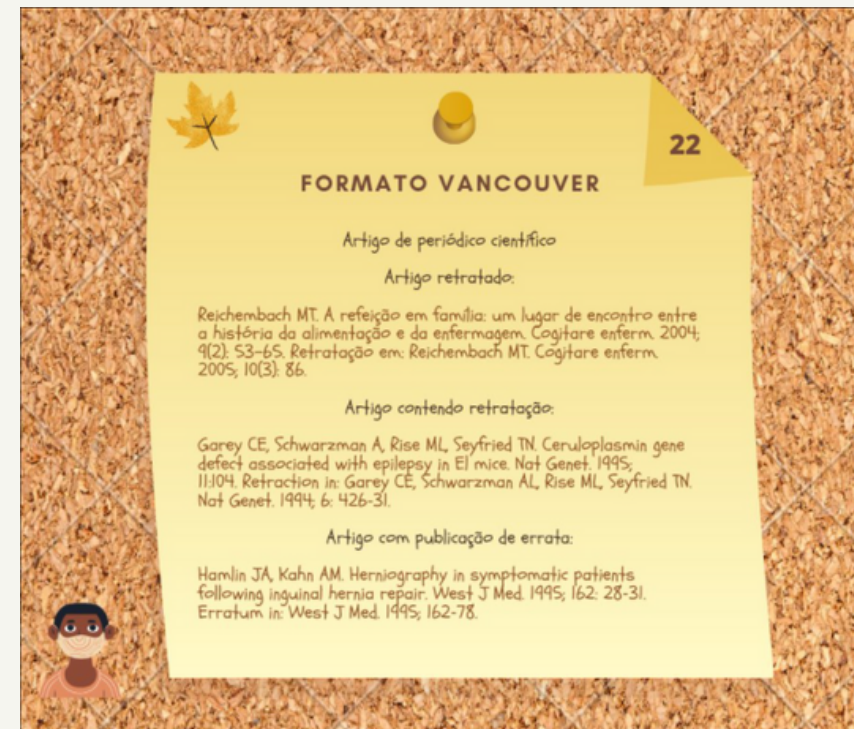 22
FORMATO VANCOUVER
Artigo de periódico científico
Artigo retratado:
Reichembach MT. A refeição em família: um lugar de encontro entre
a história da alimentação e da enfermagem. Cogitare enferm. 2004;
9(2): 53-65. Retratação em: Reichembach MT. Cogitare enferm.
2005; 10(3): 86.
Artigo contendo retratação:
Garey CE, Schwarzman A, Rise ML, Seyfried TN. Ceruloplasmin gene
defect associated with epilepsy in El mice. Nat Genet. 1995;
11:104. Retraction in: Garey CE, Schwarzman AL, Rise ML, Seyfried TN.
Nat Genet. 1994; 6: 426-31.
Artigo com publicação de errata:
Hamlin JA, Kahn AM. Herniography in symptomatic patients
following inguinal hernia repair. West J Med. 1995; 162: 28-31.
Erratum in: West J Med. 1995; 162-78.